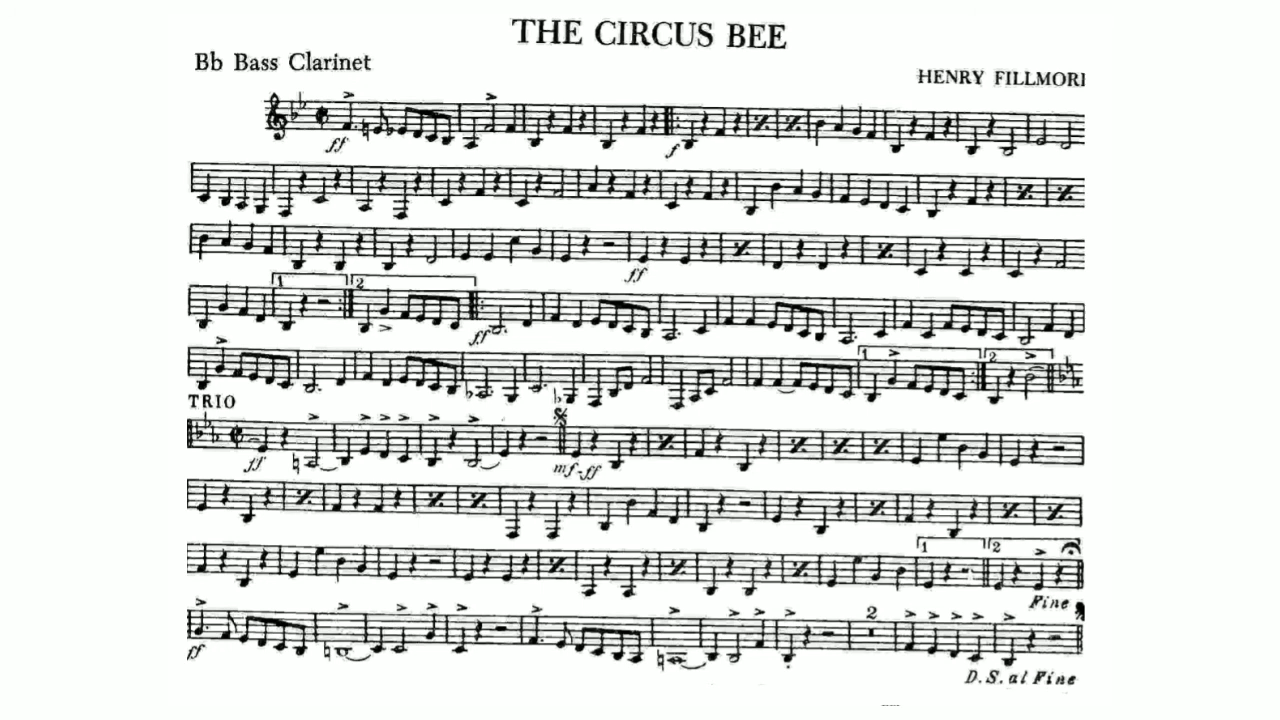 THE CIRCUS BEE
Bb Bass Clarinet
HENRY FILLMOR
ff
f
ff
1 2
ff
1 2
TRIO
ff mf-ff
1 2
Fine
ff
2
D.S. al Fine